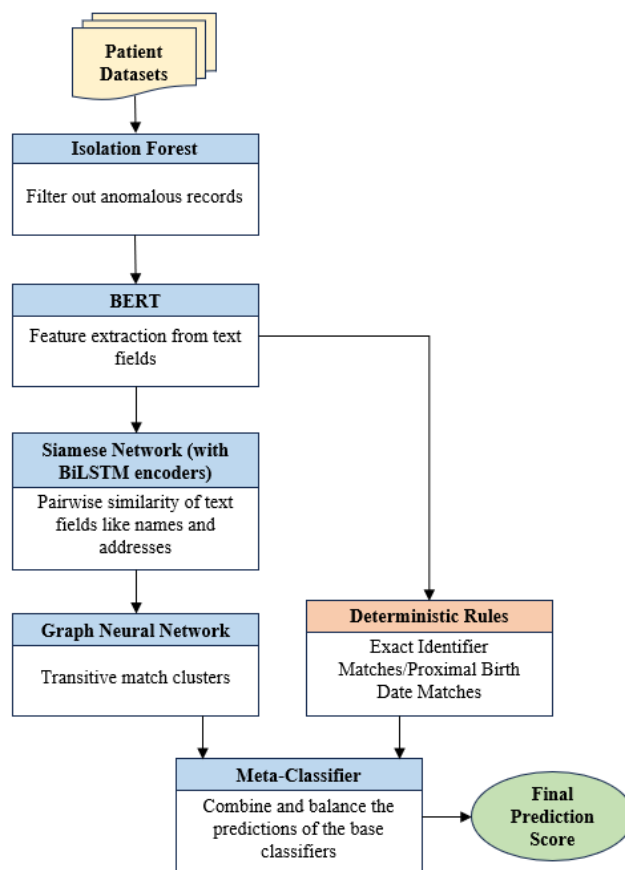 Patient
Datasets
Isolation Forest
Filter out anomalous records
BERT
Feature extraction from text
fields
Siamese Network (with
BiLSTM encoders)
Pairwise similarity of text
fields like names and
addresses
Graph Neural Network
Transitive match clusters
Deterministic Rules
Exact Identifier
Matches/Proximal Birth
Date Matches
Meta-Classifier
Combine and balance the
predictions of the base
classifiers
Final
Prediction
Score